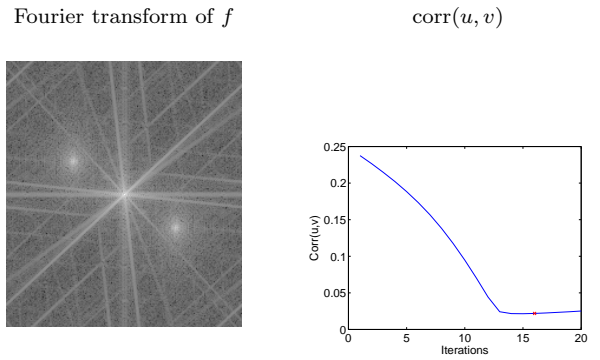 Fourier transform of f
corr(u, v)
0.25
0.2
0.15
0.1
0.05
0
Corr(u,v)
0 5 10 15 20
Iterations